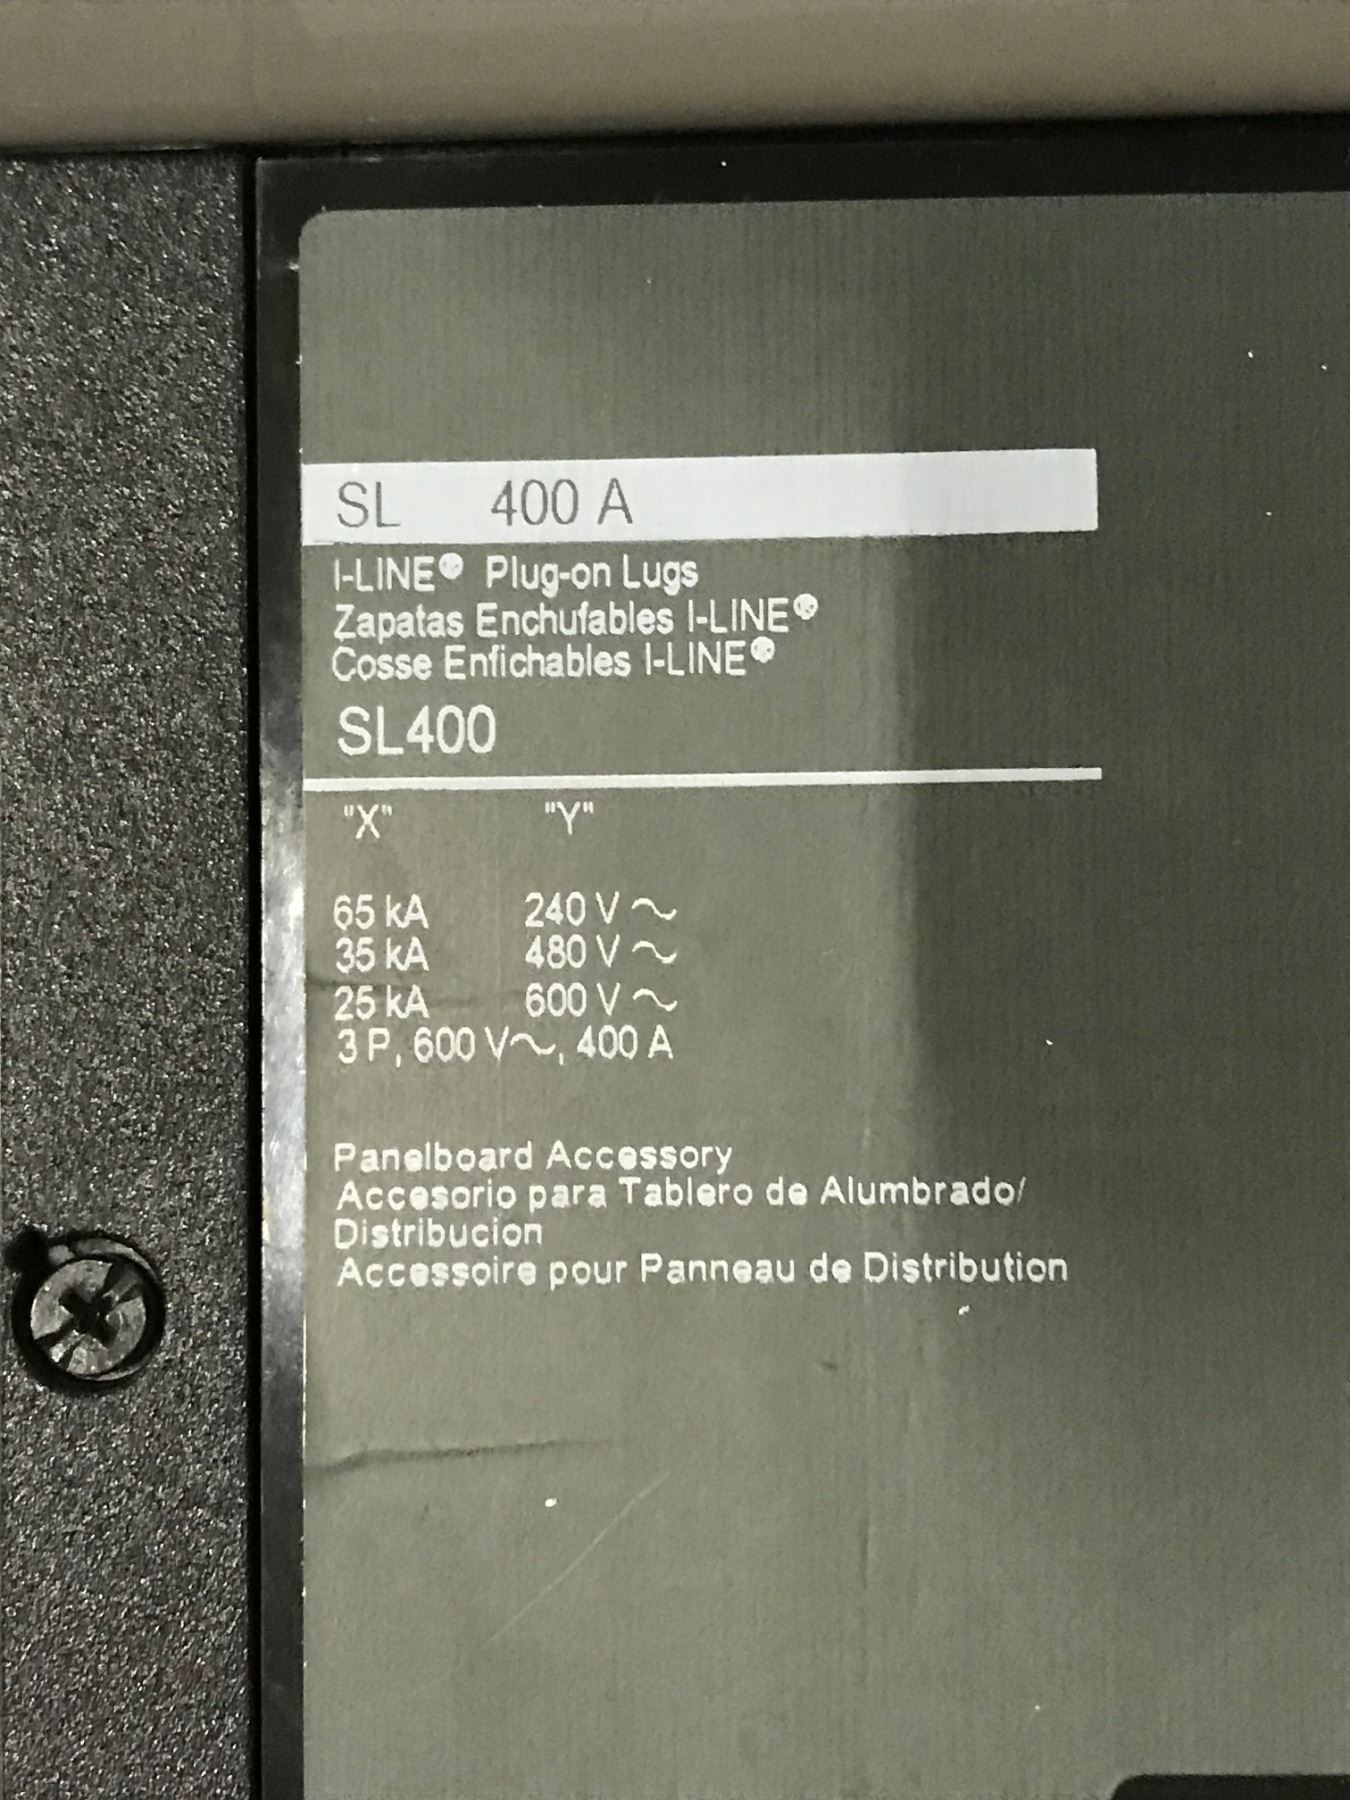 SL 400 A
I-LINE® Plug-on Lugs
Zapatas Enchufables I-LINE®
Cosse Enfichables I-LINE®
SL400
"X" "Y"
65 kA 240 V ~
35 kA 480 V ~
25 kA 600 V ~
3 P, 600 V~, 400 A
Panelboard Accessory
Accesorio para Tablero de Alumbrado/
Distribucion
Accessoire pour Panneau de Distribution